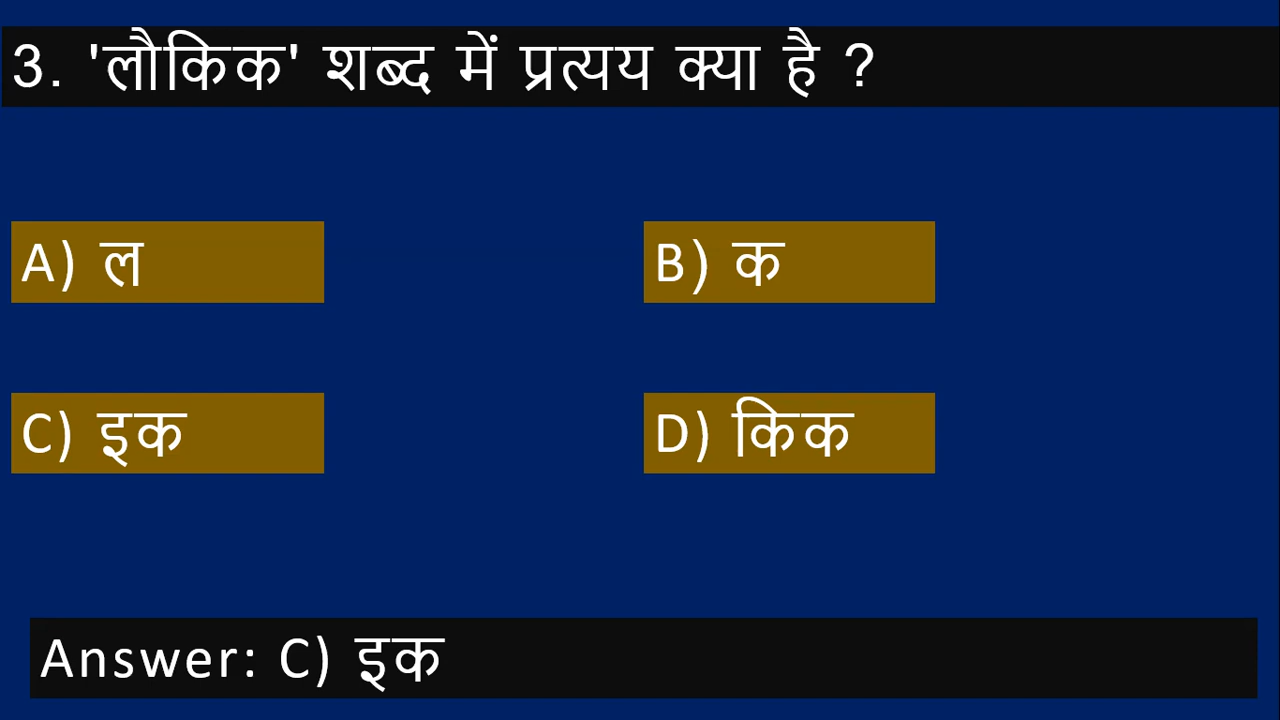 3. 'लौकिक' शब्द में प्रत्यय क्या है ?
A) ल
B) क
C) इक
D) किक
Answer: C) इक